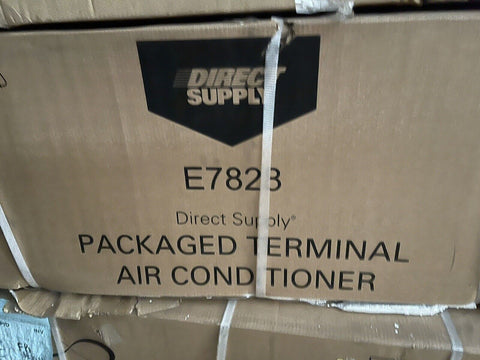 DIRECT
SUPPLY
E7823
Direct Supply®
PACKAGED TERMINAL
AIR CONDITIONER